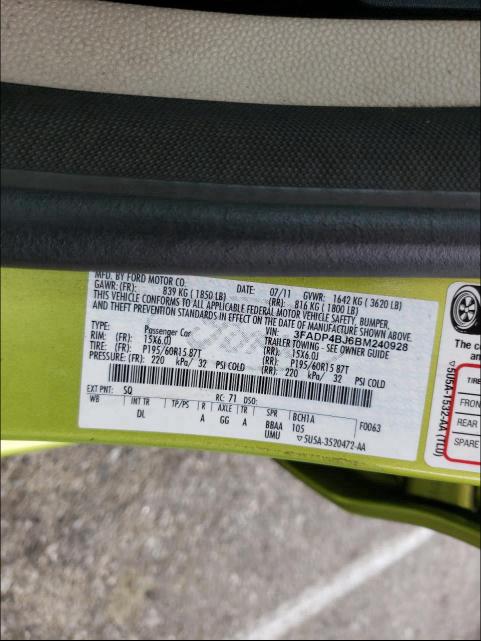 MFD. BY FORD MOTOR CO.
DATE: 07/11 GVWR: 1642 KG ( 3620 LB)
GAWR: (FR): 839 KG ( 1850 LB) (RR): 816 KG ( 1800 LB)
THIS VEHICLE CONFORMS TO ALL APPLICABLE FEDERAL MOTOR VEHICLE SAFETY, BUMPER,
AND THEFT PREVENTION STANDARDS IN EFFECT ON THE DATE OF MANUFACTURE SHOWN ABOVE.
VIN: 3FADP4BJ6BM240928
TYPE: Passenger Car TRAILER TOWING - SEE OWNER GUIDE
RIM: (FR): 15X6.0J (RR): 15X6.0J
TIRE: (FR): P195/60R15 87T (RR): P195/60R15 87T
PRESSURE: (FR): 220 kPa/ 32 PSI COLD (RR): 220 kPa/ 32 PSI COLD
EXT PNT: SQ RC: 71 DSO:
WB INT TR TP/PS R AXLE TR SPR BCH1A F0063
DL A GG A BBAA 105
UMU ▽5U5A-3520472-AA
The co
and c
TIRE
FRON
REAR
SPARE
▽5U5A-1532-AA (TLU)